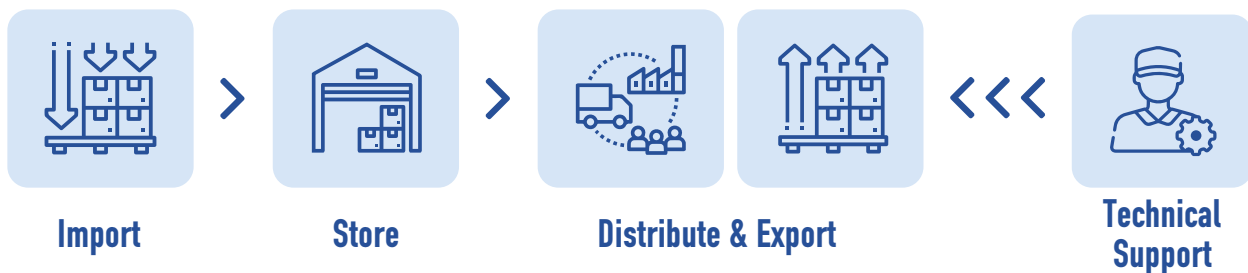 Import
Store
Distribute & Export
Technical
Support